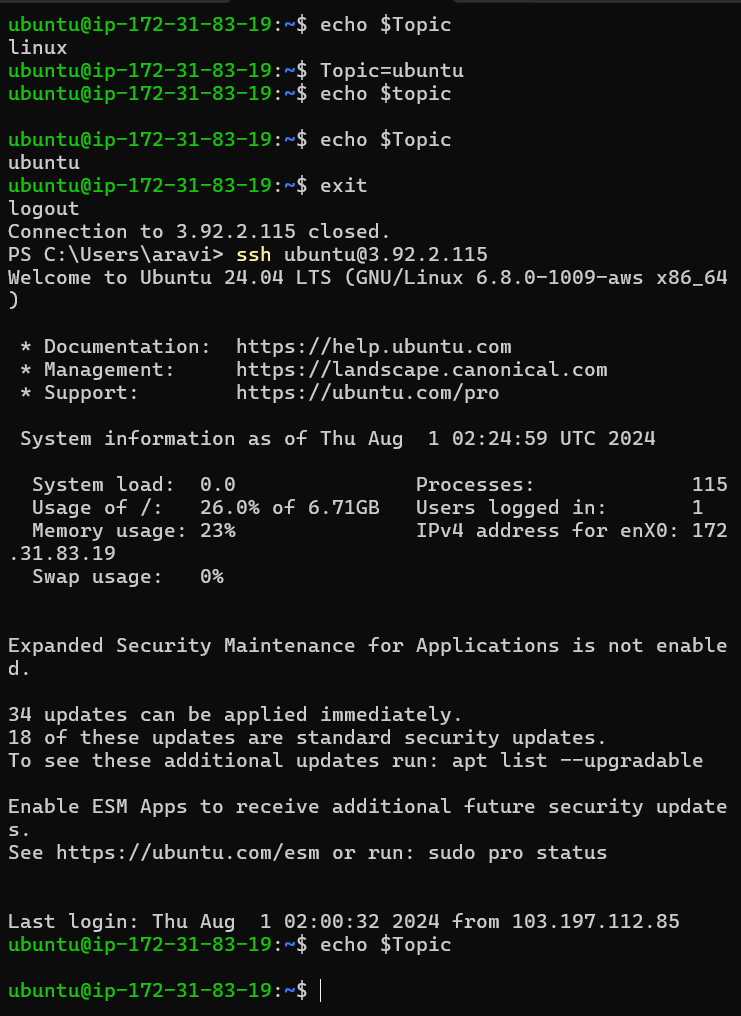 ubuntu@ip-172-31-83-19:~$ echo $Topic
linux
ubuntu@ip-172-31-83-19:~$ Topic=ubuntu
ubuntu@ip-172-31-83-19:~$ echo $topic

ubuntu@ip-172-31-83-19:~$ echo $Topic
ubuntu
ubuntu@ip-172-31-83-19:~$ exit
logout
Connection to 3.92.2.115 closed.
PS C:\Users\aravi> ssh ubuntu@3.92.2.115
Welcome to Ubuntu 24.04 LTS (GNU/Linux 6.8.0-1009-aws x86_64
)

 * Documentation:  https://help.ubuntu.com
 * Management:     https://landscape.canonical.com
 * Support:        https://ubuntu.com/pro

 System information as of Thu Aug  1 02:24:59 UTC 2024

  System load:  0.0               Processes:             115
  Usage of /:   26.0% of 6.71GB   Users logged in:       1
  Memory usage: 23%               IPv4 address for enX0: 172
.31.83.19
  Swap usage:   0%


Expanded Security Maintenance for Applications is not enable
d.

34 updates can be applied immediately.
18 of these updates are standard security updates.
To see these additional updates run: apt list --upgradable

Enable ESM Apps to receive additional future security update
s.
See https://ubuntu.com/esm or run: sudo pro status


Last login: Thu Aug  1 02:00:32 2024 from 103.197.112.85
ubuntu@ip-172-31-83-19:~$ echo $Topic

ubuntu@ip-172-31-83-19:~$